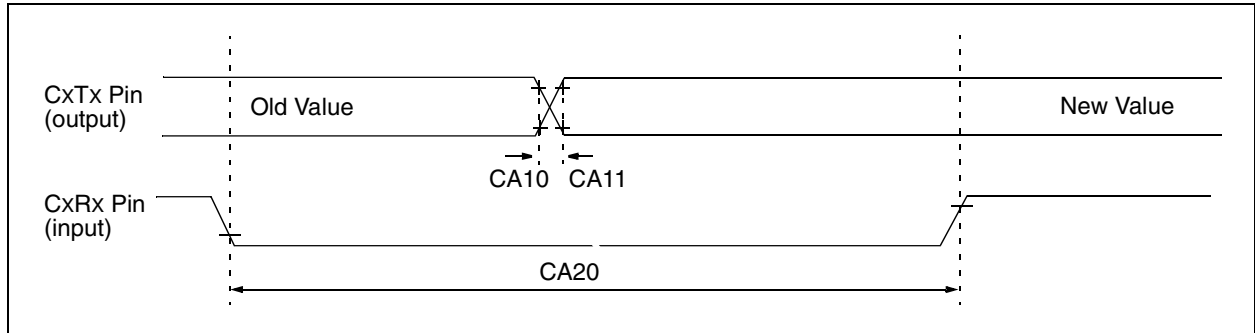 CxTx Pin
(output)
Old Value
New Value
CA10 CA11
CxRx Pin
(input)
CA20